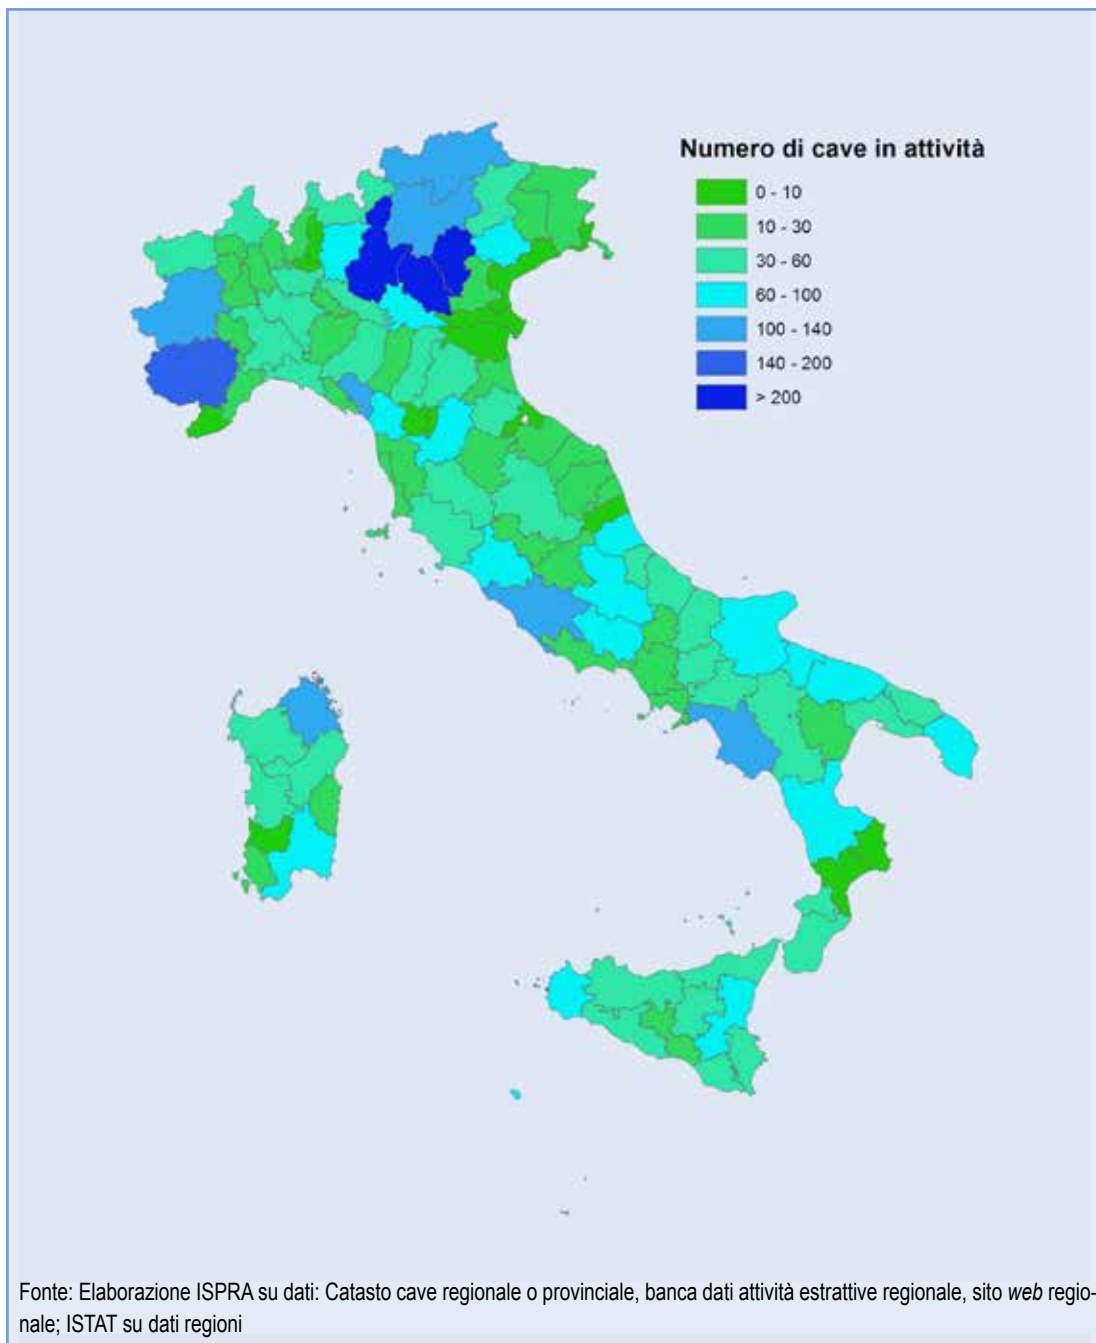 Numero di cave in attività
0 - 10
10 - 30
30 - 60
60 - 100
100 - 140
140 - 200
> 200
Fonte: Elaborazione ISPRA su dati: Catasto cave regionale o provinciale, banca dati attività estrattive regionale, sito web regio-
nale; ISTAT su dati regioni